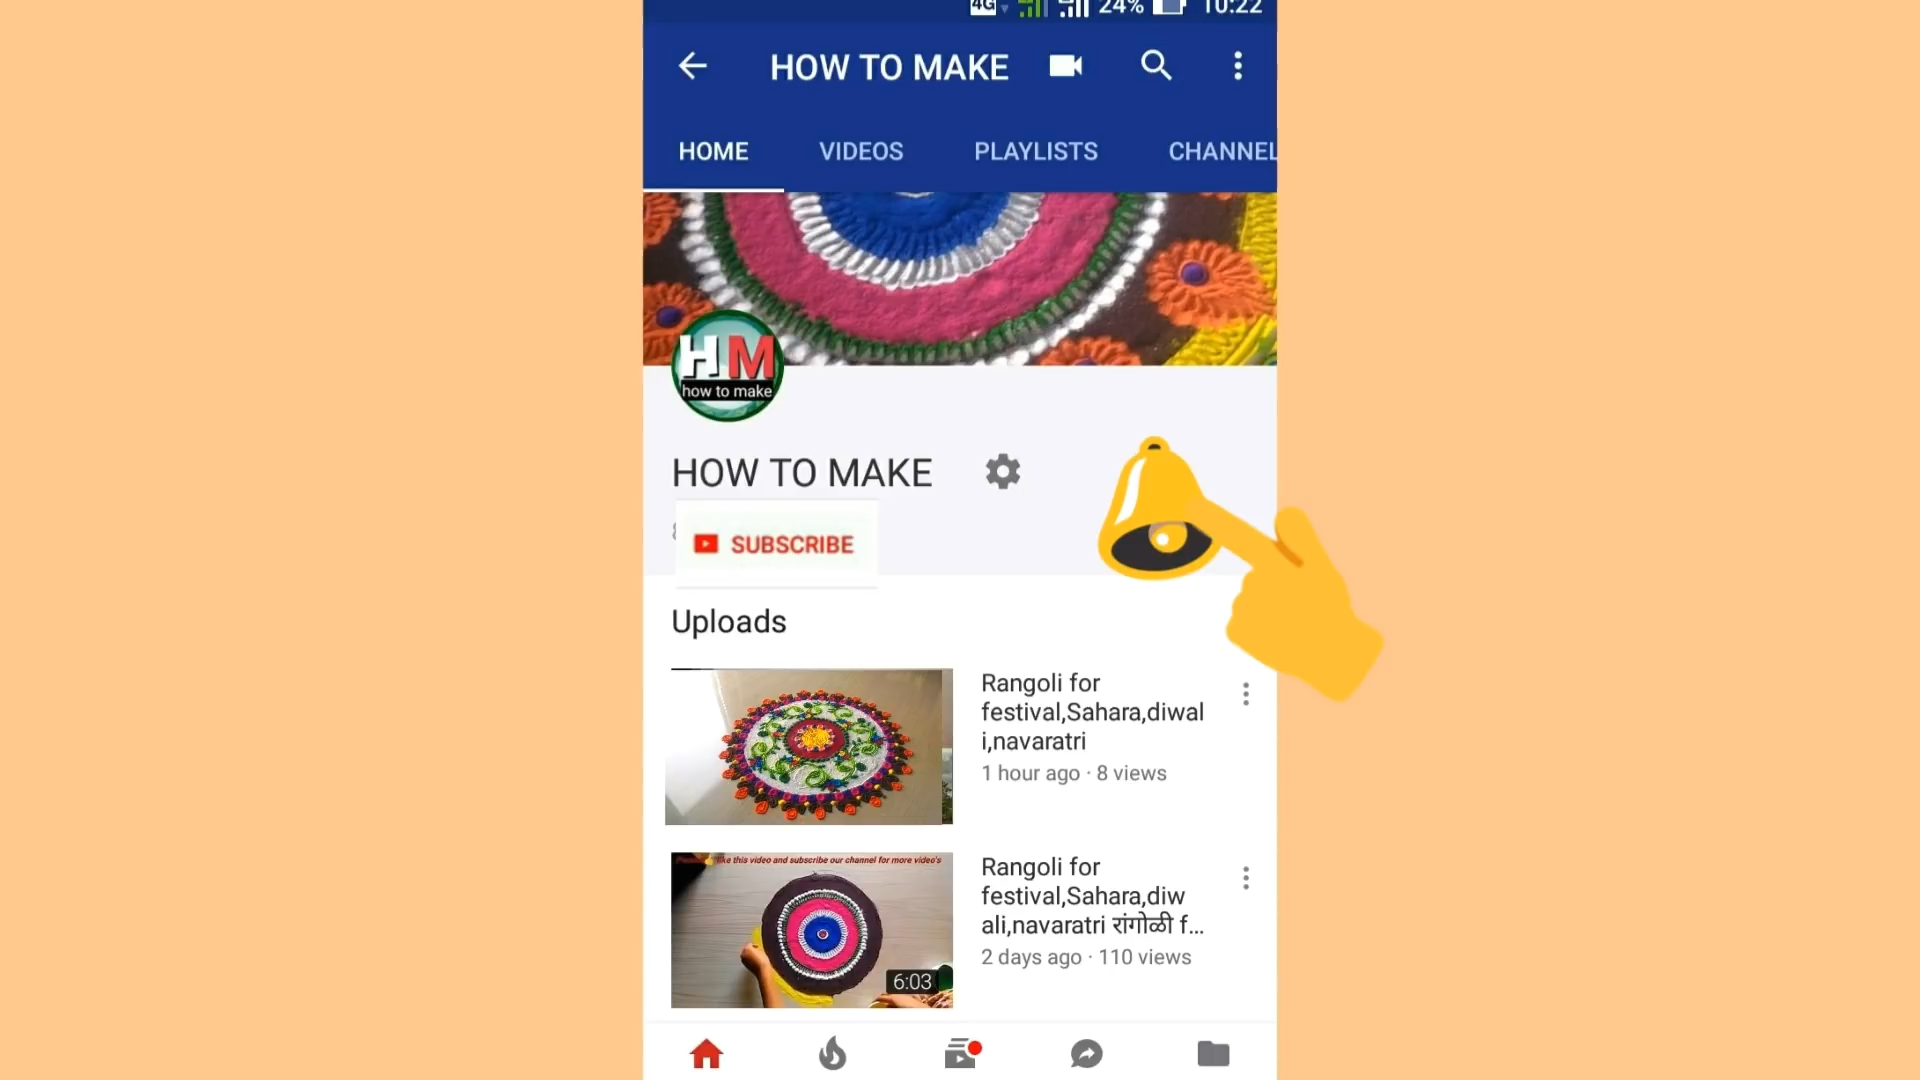 4G 24% 10:22
HOW TO MAKE
HOME VIDEOS PLAYLISTS CHANNEL
HM
how to make
HOW TO MAKE
SUBSCRIBE
Uploads
Rangoli for
festival,Sahara,diwal
i,navaratri
1 hour ago · 8 views
like this video and subscribe our channel for more video's
6:03
Rangoli for
festival,Sahara,diw
ali,navaratri रांगोळी f...
2 days ago · 110 views